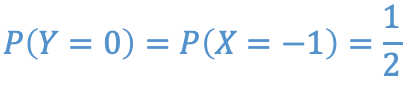 P(Y = 0) = P(X = −1) = 1/2